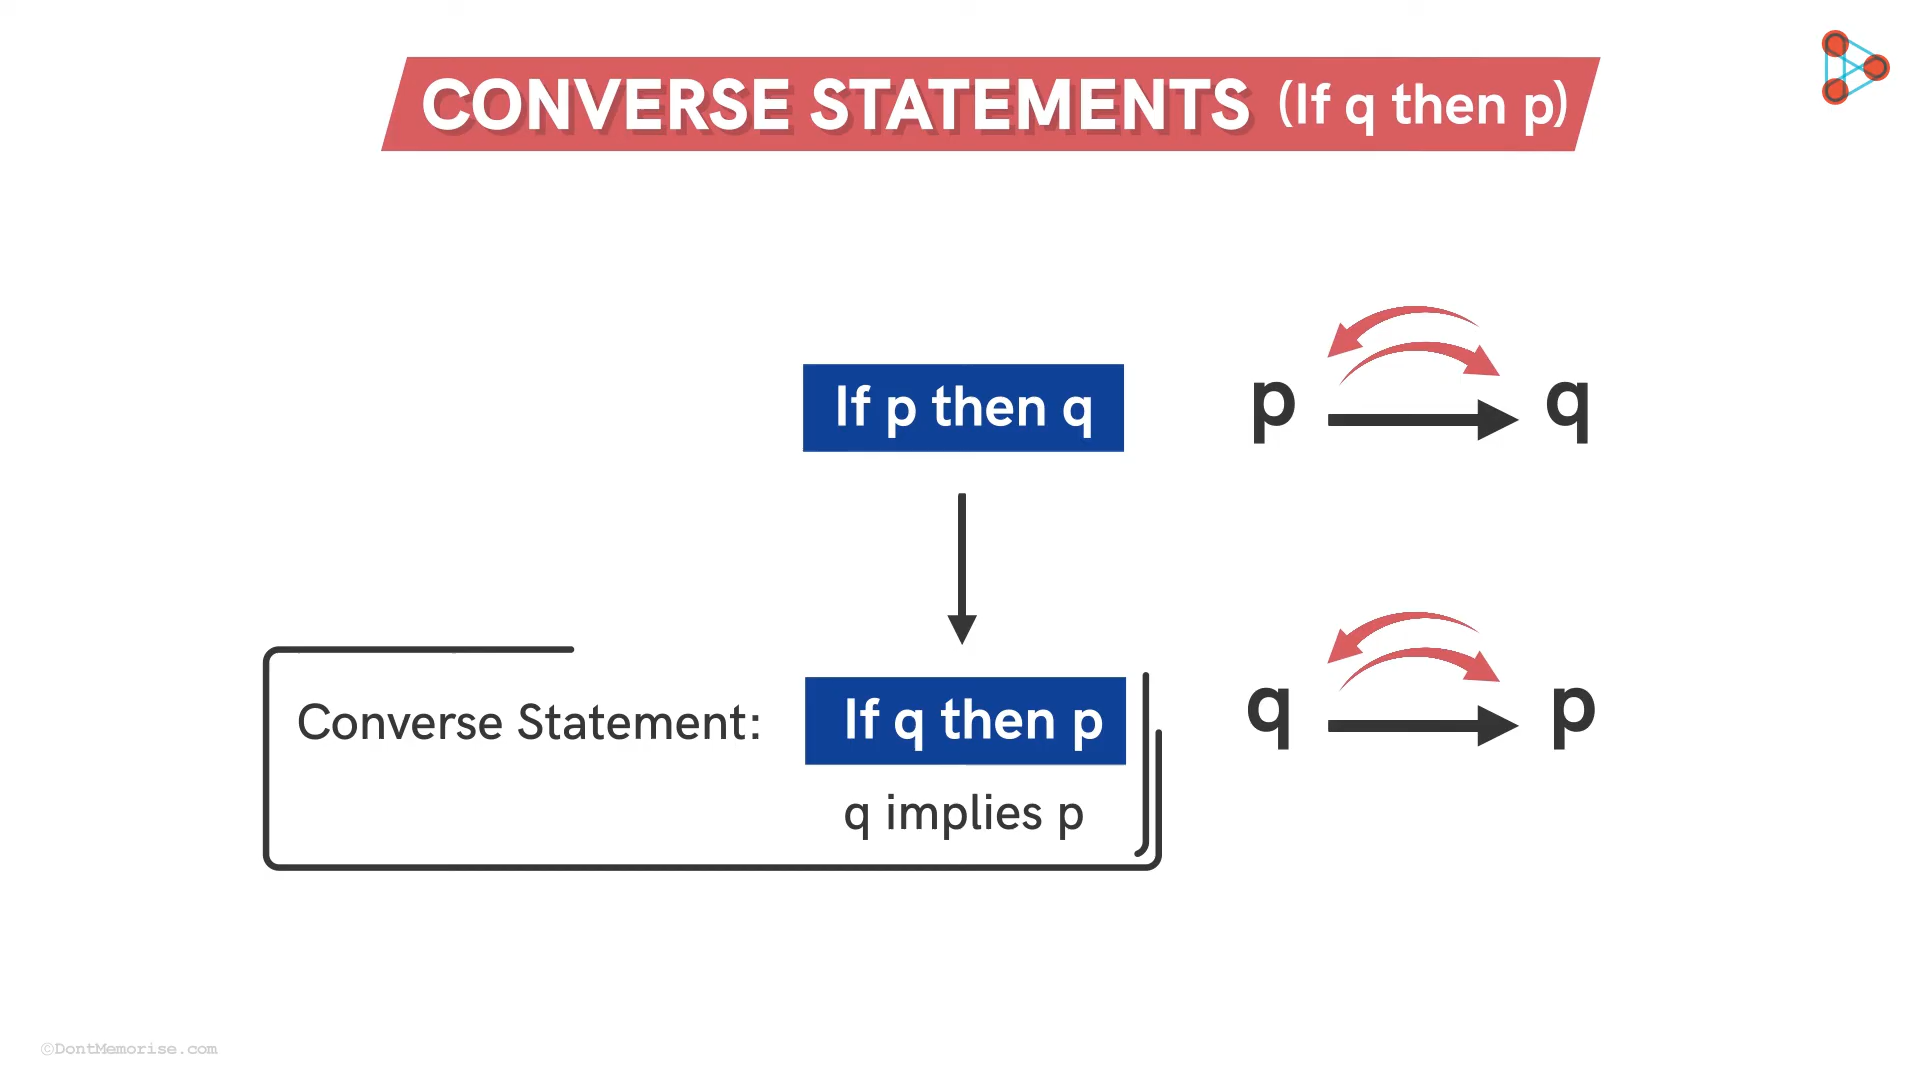 CONVERSE STATEMENTS (If q then p)
If p then q
p q
Converse Statement: If q then p
q p
q implies p
©DontMemorise.com